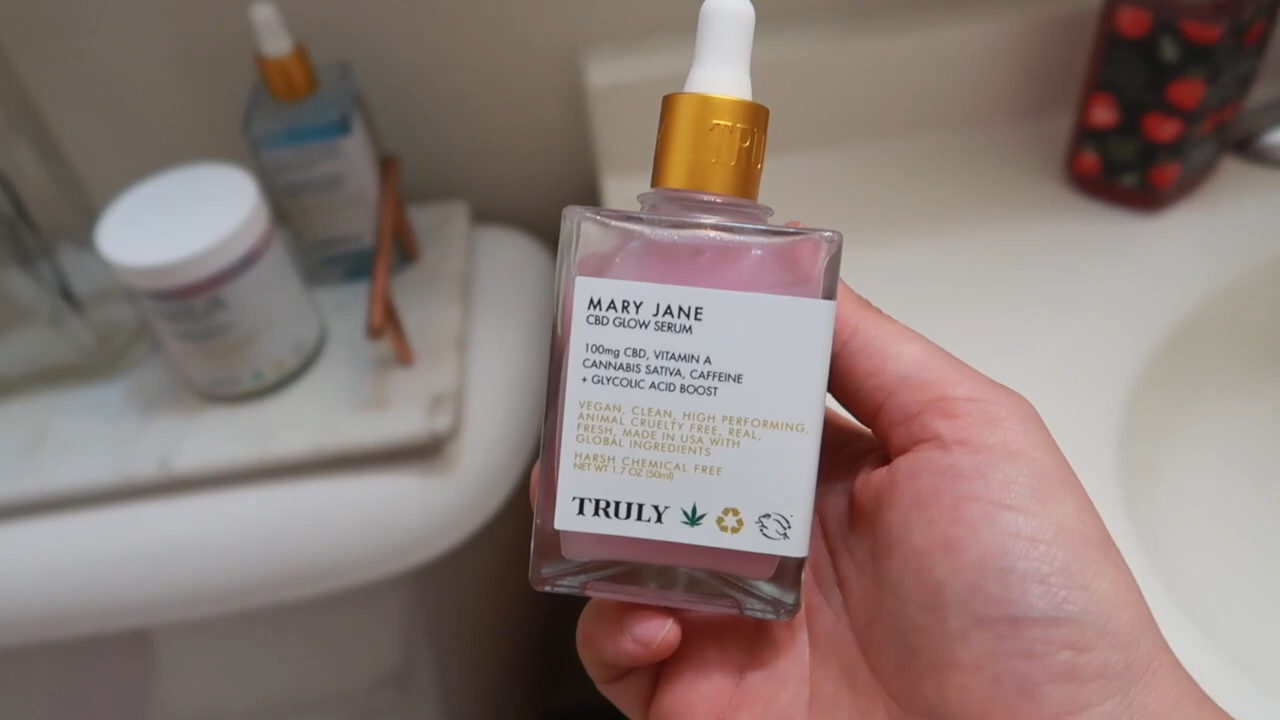 TRU
MARY JANE
CBD GLOW SERUM
100mg CBD, VITAMIN A
CANNABIS SATIVA, CAFFEINE
+ GLYCOLIC ACID BOOST
VEGAN, CLEAN, HIGH PERFORMING,
ANIMAL CRUELTY FREE, REAL,
FRESH, MADE IN USA WITH
GLOBAL INGREDIENTS
HARSH CHEMICAL FREE
NET WT 1.7 OZ (50ml)
TRULY